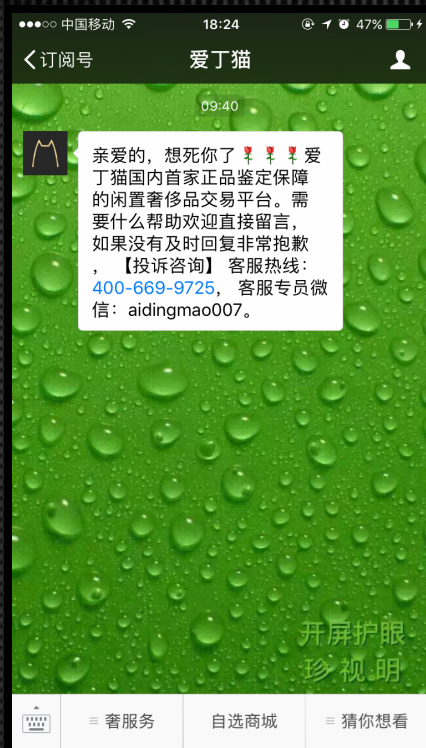 中国移动 18:24 47%
订阅号 爱丁猫
09:40
亲爱的，想死你了🌹🌹🌹爱
丁猫国内首家正品鉴定保障
的闲置奢侈品交易平台。需
要什么帮助欢迎直接留言，
如果没有及时回复非常抱歉
，【投诉咨询】 客服热线：
400-669-9725， 客服专员微
信：aidingmao007。
开屏护眼
珍视明
奢服务 自选商城 猜你想看